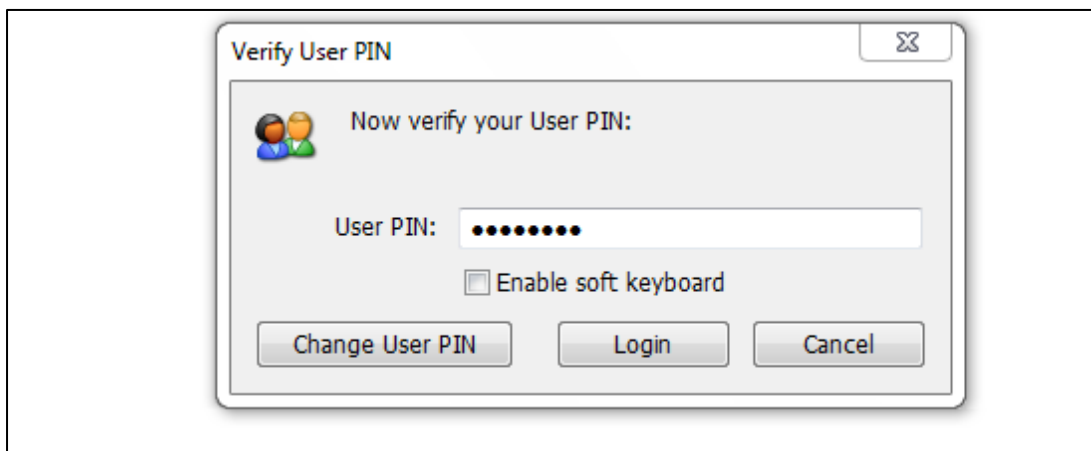 Verify User PIN
Now verify your User PIN:
User PIN: ••••••••
Enable soft keyboard
Change User PIN Login Cancel